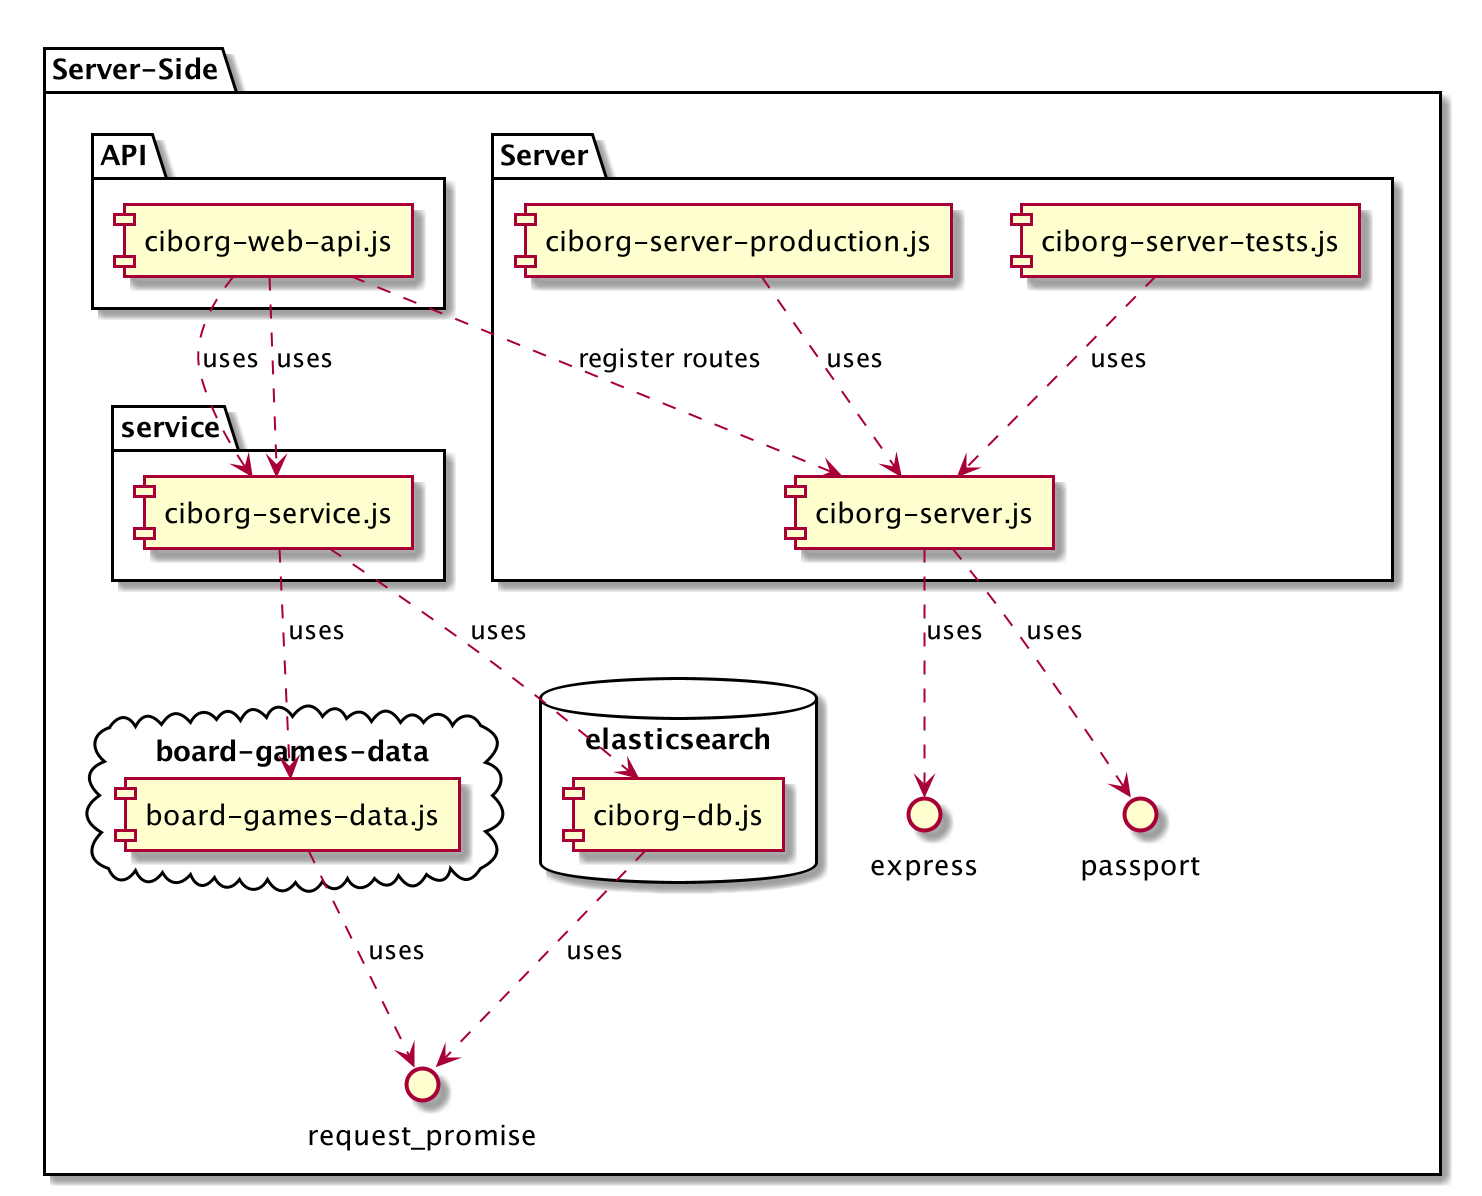 Server-Side
API
Server
ciborg-web-api.js
ciborg-server-production.js
ciborg-server-tests.js
uses
uses
register routes
uses
uses
service
ciborg-service.js
ciborg-server.js
uses
uses
uses
uses
board-games-data
elasticsearch
board-games-data.js
ciborg-db.js
express
passport
uses
uses
request_promise